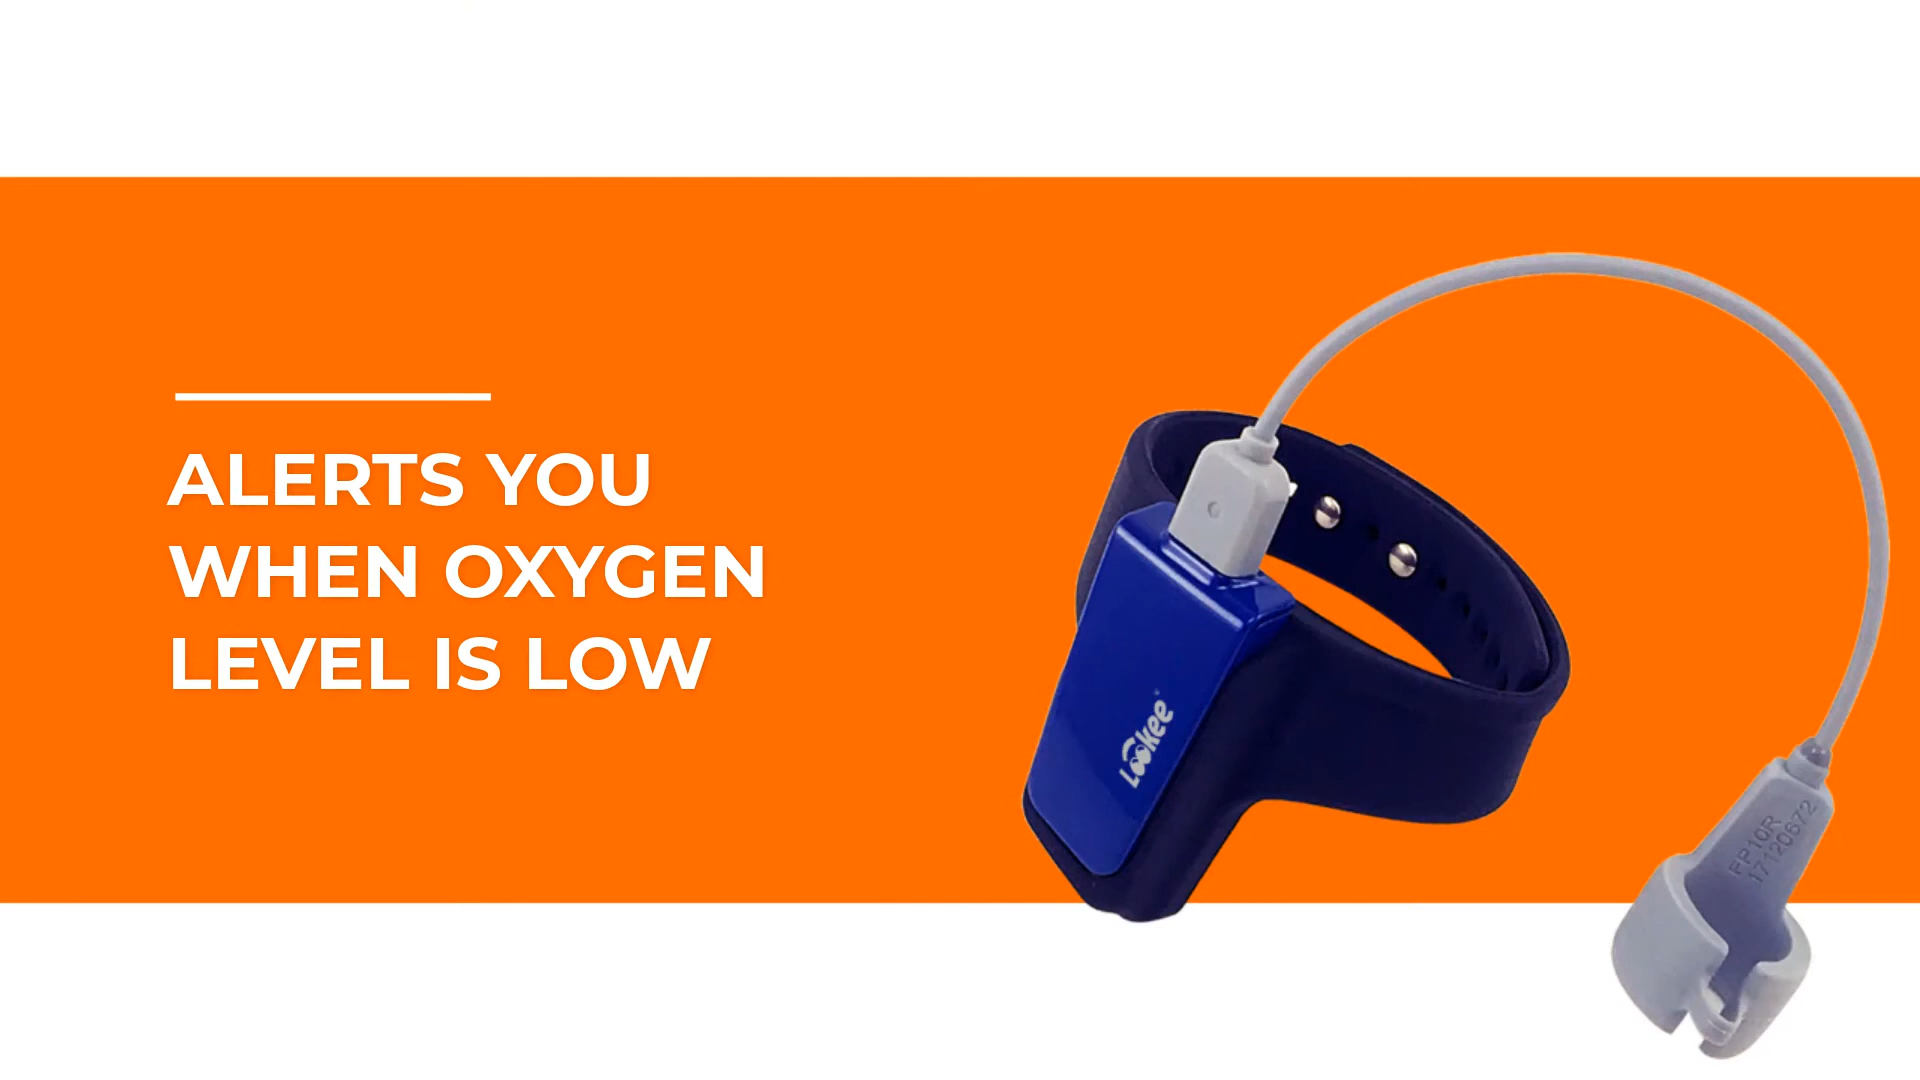 ALERTS YOU
WHEN OXYGEN
LEVEL IS LOW
Lookee
FP10R
17120672